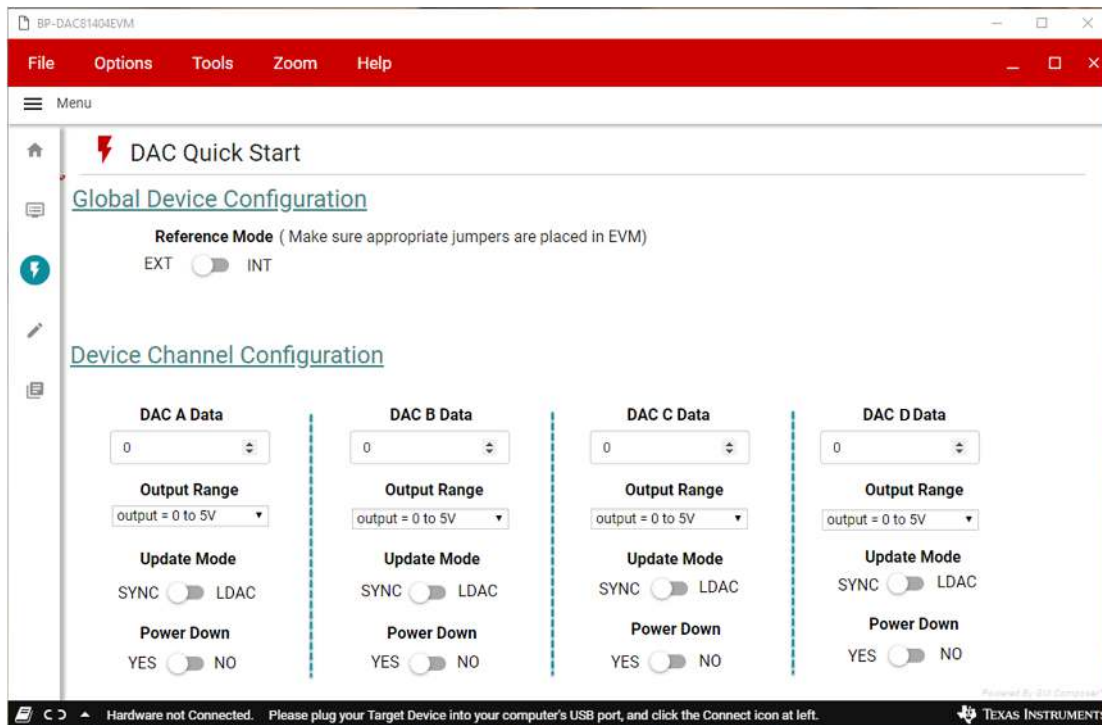 BP-DAC81404EVM
File Options Tools Zoom Help
Menu
DAC Quick Start
Global Device Configuration
Reference Mode ( Make sure appropriate jumpers are placed in EVM)
EXT INT
Device Channel Configuration
DAC A Data DAC B Data DAC C Data DAC D Data
0 0 0 0
Output Range Output Range Output Range Output Range
output = 0 to 5V output = 0 to 5V output = 0 to 5V output = 0 to 5V
Update Mode Update Mode Update Mode Update Mode
SYNC LDAC SYNC LDAC SYNC LDAC SYNC LDAC
Power Down Power Down Power Down Power Down
YES NO YES NO YES NO YES NO
Powered By GUI Composer
Hardware not Connected. Please plug your Target Device into your computer's USB port, and click the Connect icon at left. TEXAS INSTRUMENTS